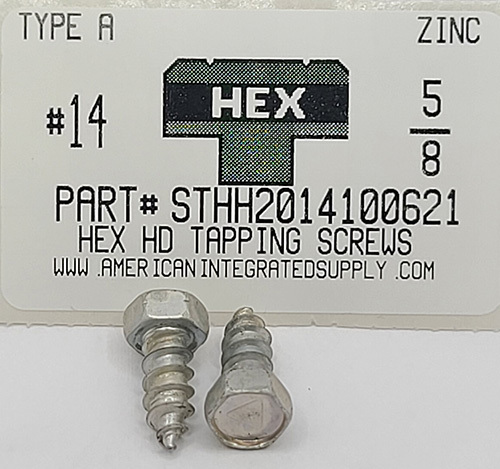 TYPE A ZINC
HEX
#14 5/8
PART# STHH2014100621
HEX HD TAPPING SCREWS
WWW.AMERICANINTEGRATEDSUPPLY.COM